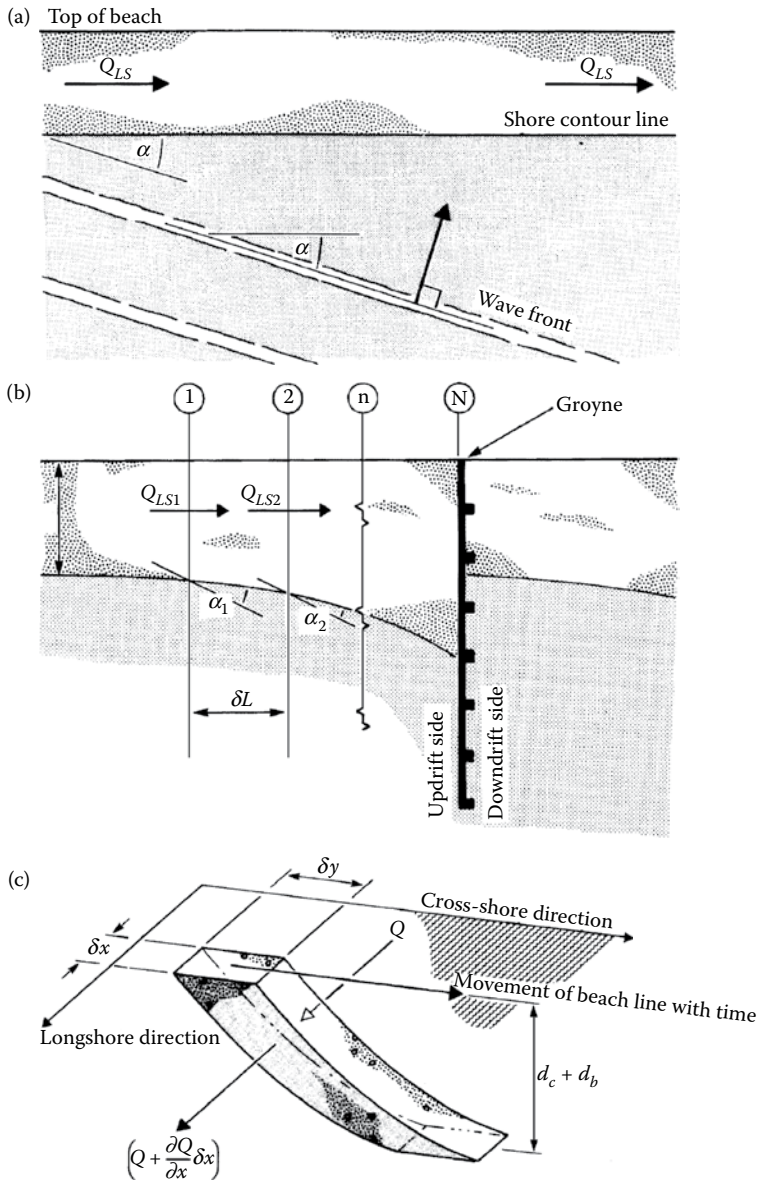 (a)
Top of beach
Q_LS
Q_LS
Shore contour line
α
α
Wave front
(b)
1
2
n
N
Groyne
Q_LS1
Q_LS2
α_1
α_2
δL
Updrift side
Downdrift side
(c)
δy
Cross-shore direction
δx
Q
Movement of beach line with time
Longshore direction
d_c + d_b
(Q + ∂Q/∂x δx)